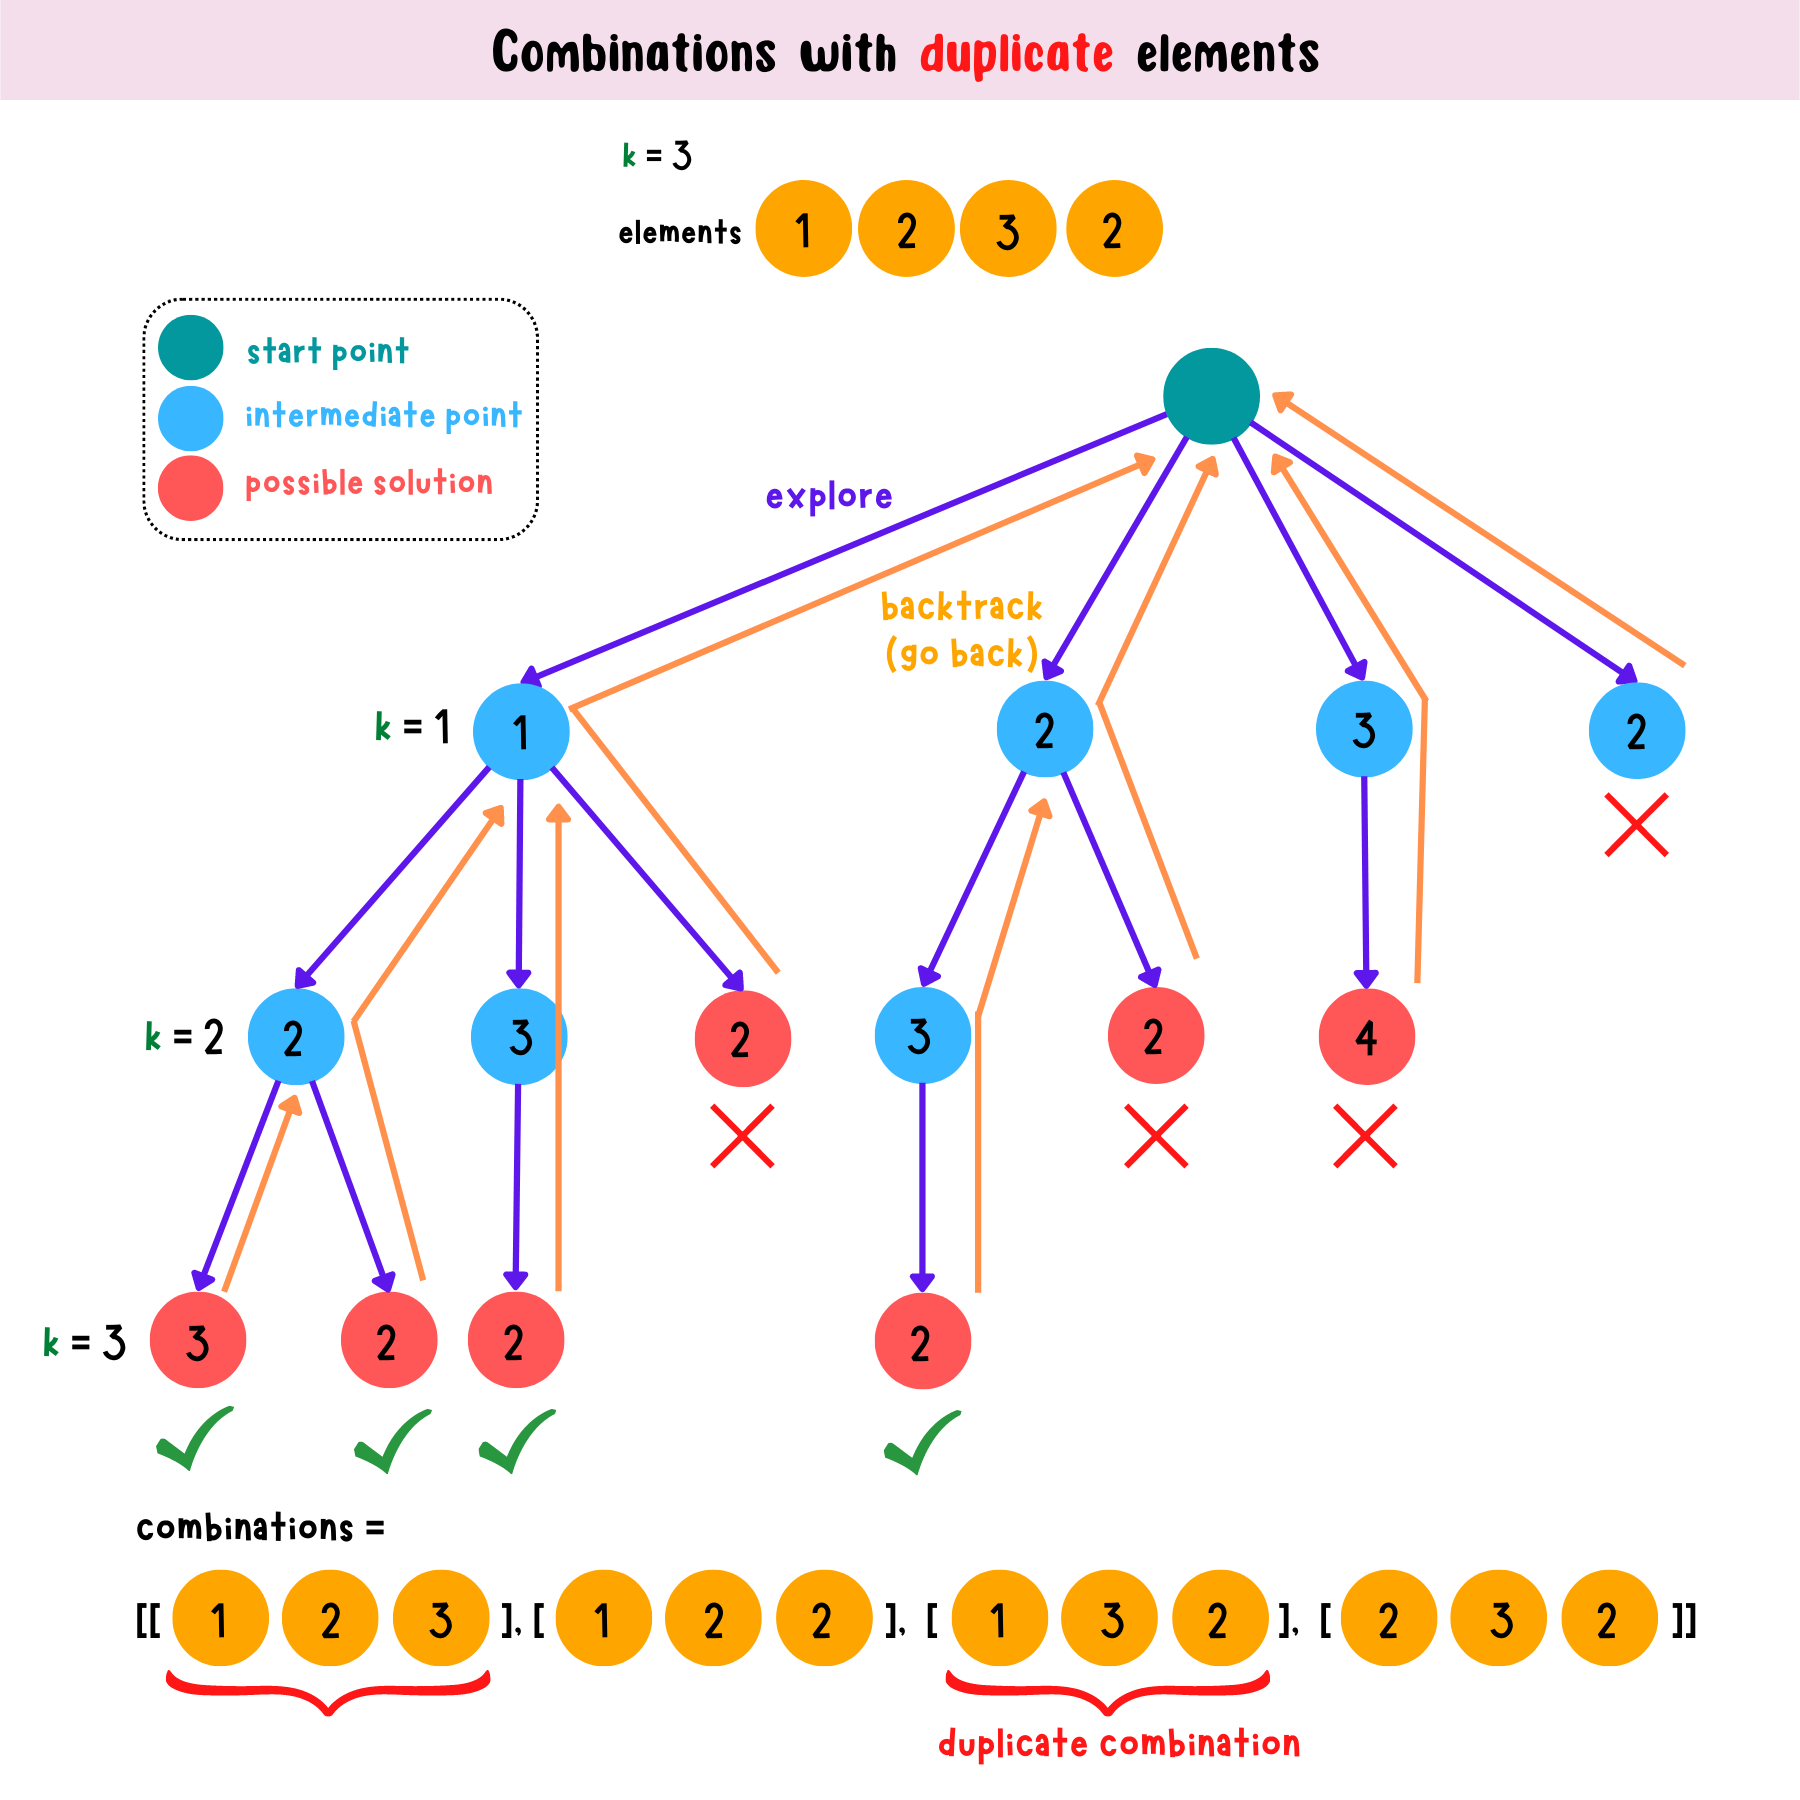 Combinations with duplicate elements
k = 3
elements 1 2 3 2
start point
intermediate point
possible solution
explore
backtrack
(go back)
k = 1 1 2 3 2
k = 2 2 3 2 3 2 4
k = 3 3 2 2 2
combinations =
[[ 1 2 3 ], [ 1 2 2 ], [ 1 3 2 ], [ 2 3 2 ]]
duplicate combination